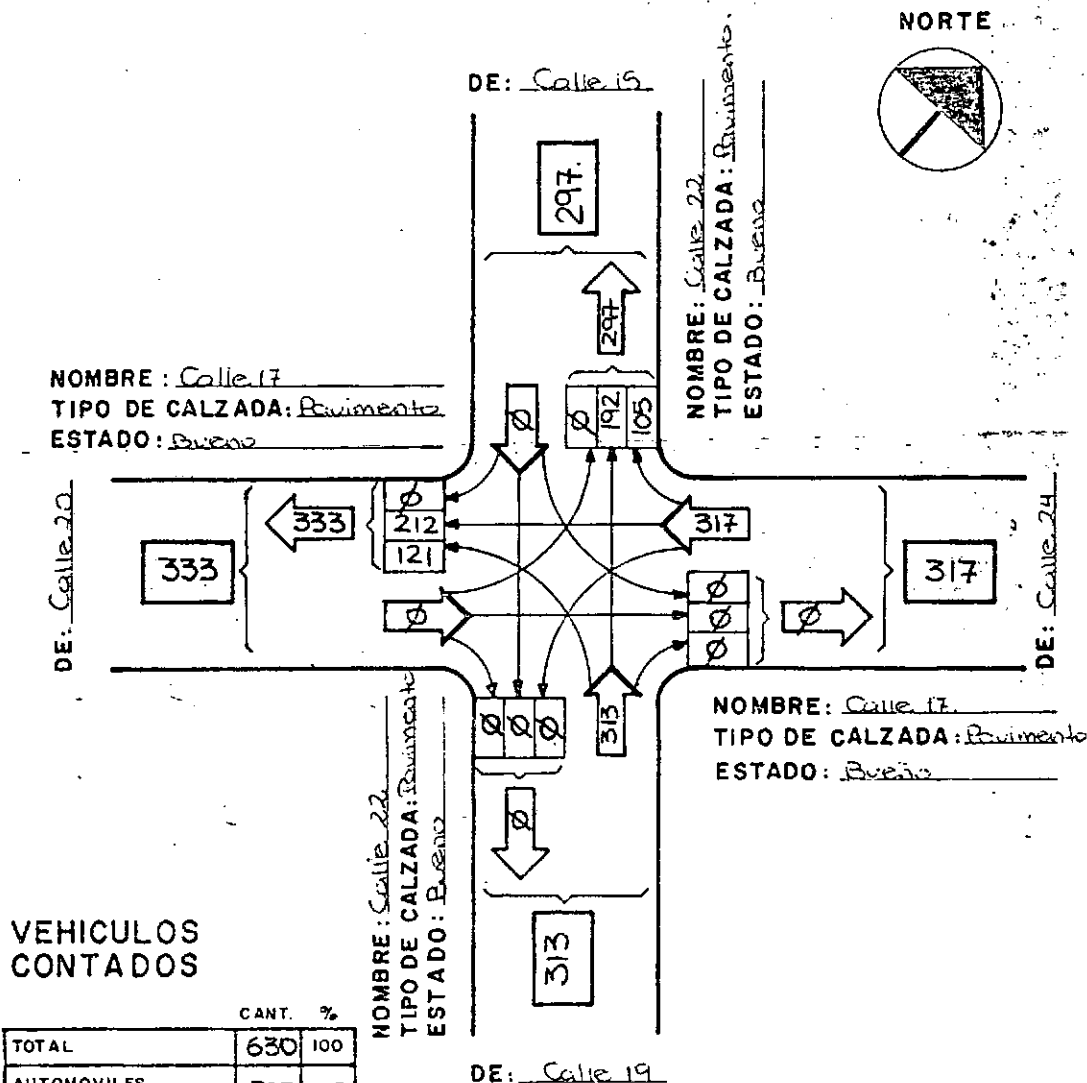 NORTE
DE: Calle 15
297.
297
NOMBRE: Calle 22
TIPO DE CALZADA: Pavimento.
ESTADO: Bueno
NOMBRE: Calle 17
TIPO DE CALZADA: Pavimento
ESTADO: Bueno
Ø
Ø 192 105
DE: Calle 20
333
333
Ø
212
121
317
317
DE: Calle 24
Ø
Ø
Ø
Ø
Ø
Ø Ø Ø
313
NOMBRE: Calle 17.
TIPO DE CALZADA: Pavimento
ESTADO: Bueno
NOMBRE: Calle 22
TIPO DE CALZADA: Pavimento
ESTADO: Bueno
Ø
313
VEHICULOS
CONTADOS
CANT. %
TOTAL 630 100
AUTOMOVILES
DE: Calle 19